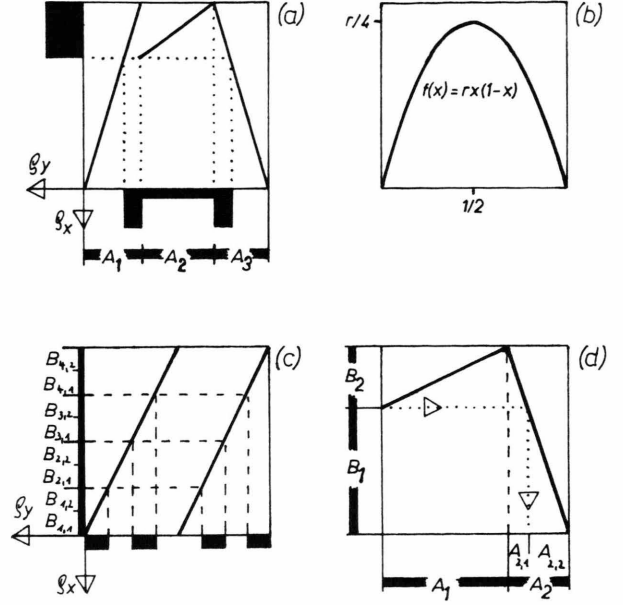 (a)
ϱy
ϱx
A₁ A₂ A₃
(b)
r/4
f(x)=rx(1-x)
1/2
(c)
B₄,₂
B₄,₁
B₃,₂
B₃,₁
B₂,₂
B₂,₁
B₁,₂
B₁,₁
ϱy
ϱx
(d)
B₂
B₁
A₂,₁ A₂,₂
A₁ A₂